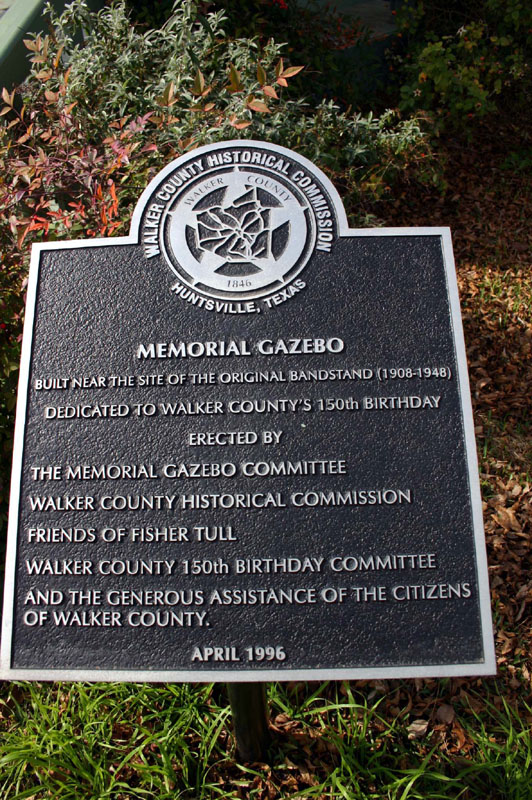 WALKER COUNTY HISTORICAL COMMISSION
WALKER COUNTY
1846
HUNTSVILLE, TEXAS
MEMORIAL GAZEBO
BUILT NEAR THE SITE OF THE ORIGINAL BANDSTAND (1908-1948)
DEDICATED TO WALKER COUNTY'S 150th BIRTHDAY
ERECTED BY
THE MEMORIAL GAZEBO COMMITTEE
WALKER COUNTY HISTORICAL COMMISSION
FRIENDS OF FISHER TULL
WALKER COUNTY 150th BIRTHDAY COMMITTEE
AND THE GENEROUS ASSISTANCE OF THE CITIZENS
OF WALKER COUNTY.
APRIL 1996